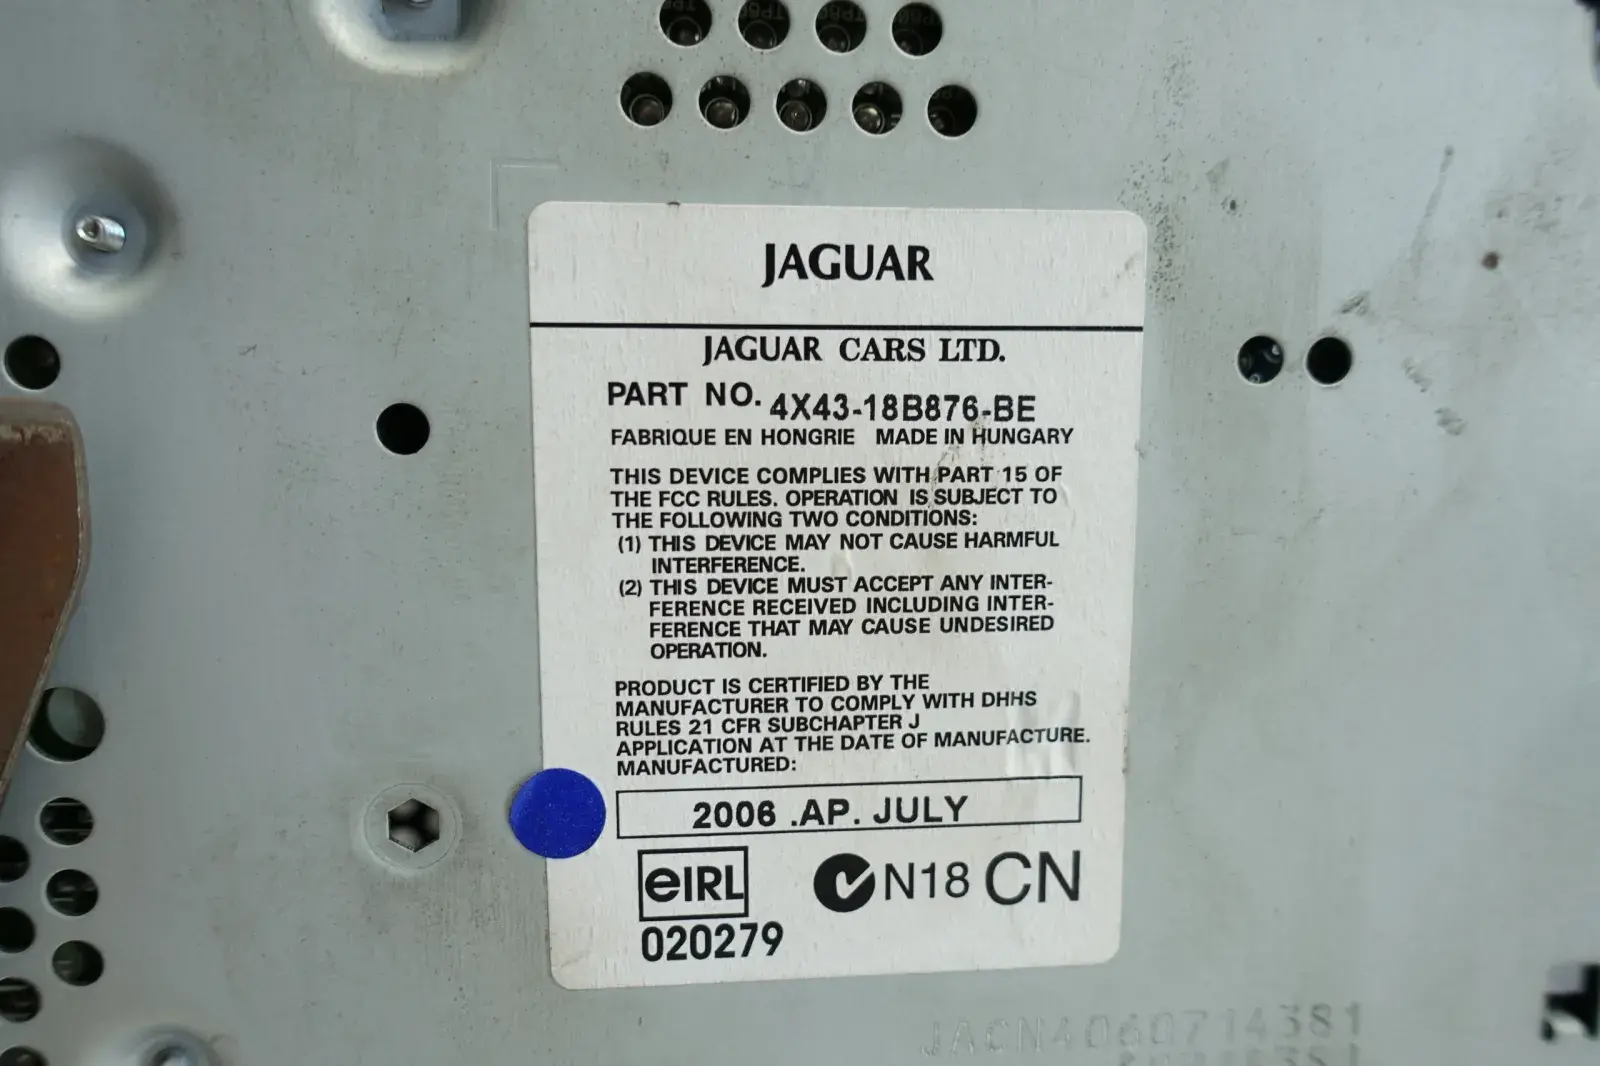 JAGUAR
JAGUAR CARS LTD.
PART NO. 4X43-18B876-BE
FABRIQUE EN HONGRIE MADE IN HUNGARY
THIS DEVICE COMPLIES WITH PART 15 OF
THE FCC RULES. OPERATION IS SUBJECT TO
THE FOLLOWING TWO CONDITIONS:
(1) THIS DEVICE MAY NOT CAUSE HARMFUL
INTERFERENCE.
(2) THIS DEVICE MUST ACCEPT ANY INTER-
FERENCE RECEIVED INCLUDING INTER-
FERENCE THAT MAY CAUSE UNDESIRED
OPERATION.
PRODUCT IS CERTIFIED BY THE
MANUFACTURER TO COMPLY WITH DHHS
RULES 21 CFR SUBCHAPTER J
APPLICATION AT THE DATE OF MANUFACTURE.
MANUFACTURED:
2006 .AP. JULY
eIRL N18 CN
020279
JACN4060714381